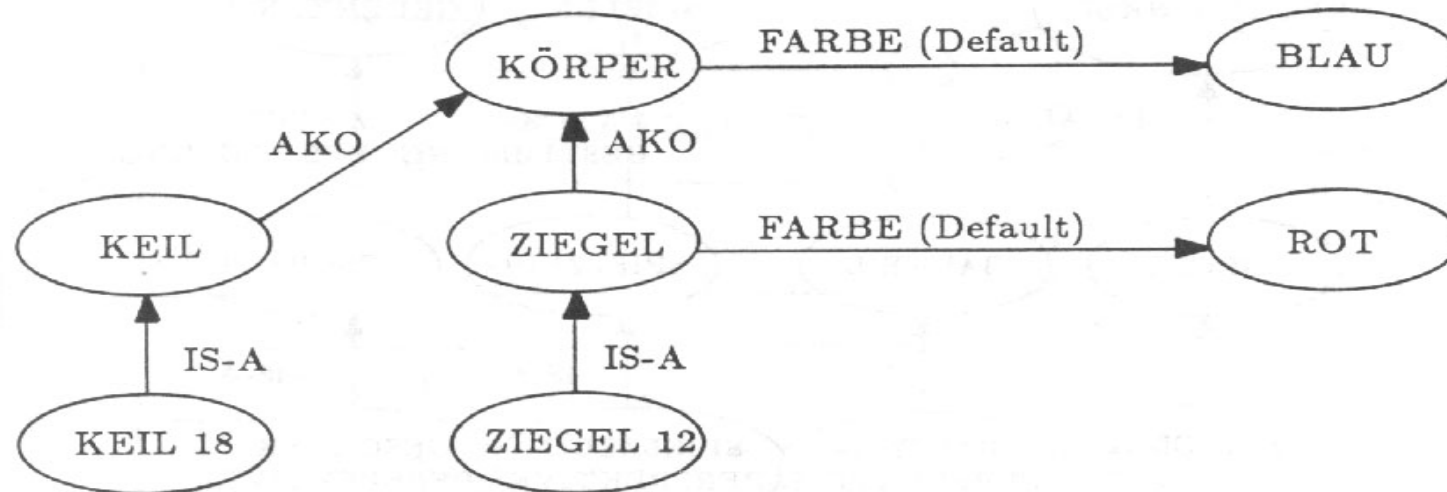 KÖRPER FARBE (Default) BLAU
AKO AKO
KEIL ZIEGEL FARBE (Default) ROT
IS-A IS-A
KEIL 18 ZIEGEL 12